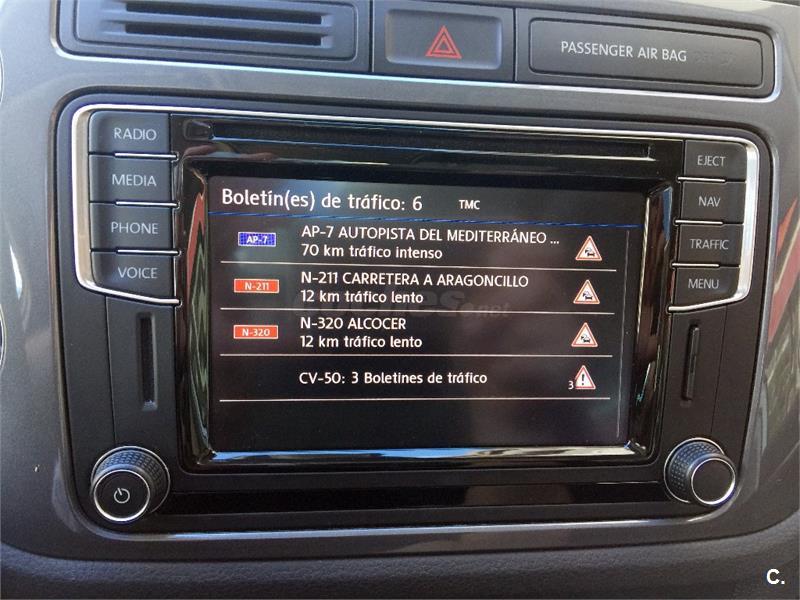 PASSENGER AIR BAG
RADIO
MEDIA
PHONE
VOICE
EJECT
NAV
TRAFFIC
MENU
Boletín(es) de tráfico: 6 TMC
AP-7 AP-7 AUTOPISTA DEL MEDITERRÁNEO ...
70 km tráfico intenso
N-211 N-211 CARRETERA A ARAGONCILLO
12 km tráfico lento
N-320 N-320 ALCOCER
12 km tráfico lento
CV-50: 3 Boletines de tráfico 3
C.